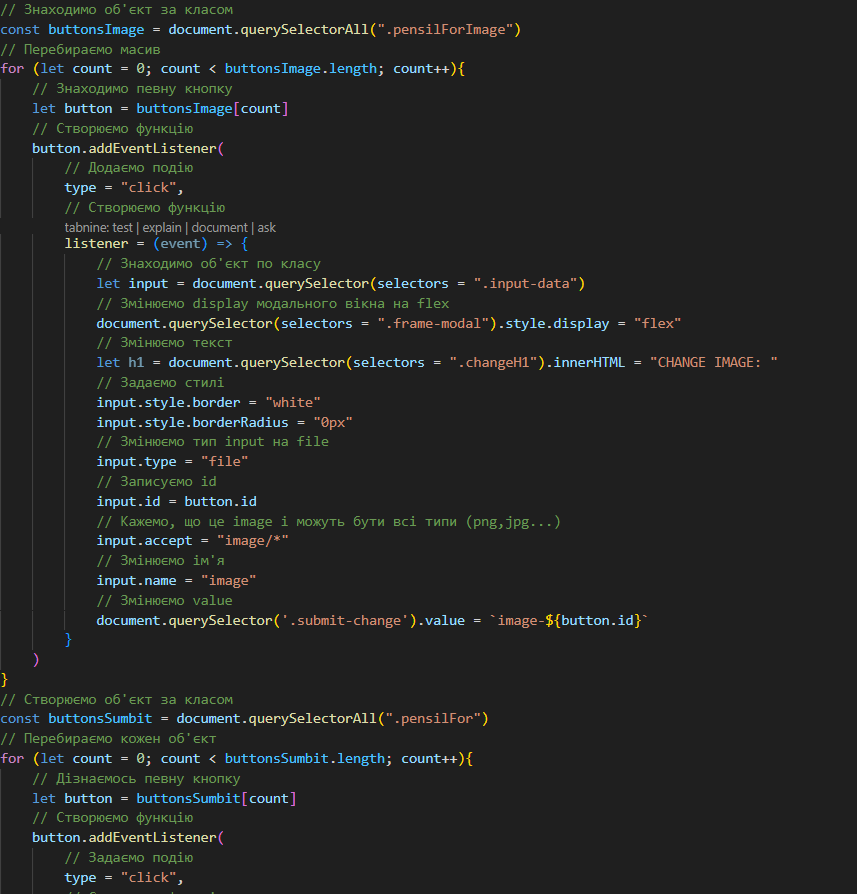 // Знаходимо об'єкт за класом
const buttonsImage = document.querySelectorAll(".pensilForImage")
// Перебираємо масив
for (let count = 0; count < buttonsImage.length; count++){
// Знаходимо певну кнопку
let button = buttonsImage[count]
// Створюємо функцію
button.addEventListener(
// Додаємо подію
type = "click",
// Створюємо функцію
tabnine: test | explain | document | ask
listener = (event) => {
// Знаходимо об'єкт по класу
let input = document.querySelector(selectors = ".input-data")
// Змінюємо display модального вікна на flex
document.querySelector(selectors = ".frame-modal").style.display = "flex"
// Змінюємо текст
let h1 = document.querySelector(selectors = ".changeH1").innerHTML = "CHANGE IMAGE: "
// Задаємо стилі
input.style.border = "white"
input.style.borderRadius = "0px"
// Змінюємо тип input на file
input.type = "file"
// Записуємо id
input.id = button.id
// Кажемо, що це image і можуть бути всі типи (png,jpg...)
input.accept = "image/*"
// Змінюємо ім'я
input.name = "image"
// Змінюємо value
document.querySelector('.submit-change').value = `image-${button.id}`
}
)
}
// Створюємо об'єкт за класом
const buttonsSumbit = document.querySelectorAll(".pensilFor")
// Перебираємо кожен об'єкт
for (let count = 0; count < buttonsSumbit.length; count++){
// Дізнаємось певну кнопку
let button = buttonsSumbit[count]
// Створюємо функцію
button.addEventListener(
// Задаємо подію
type = "click",